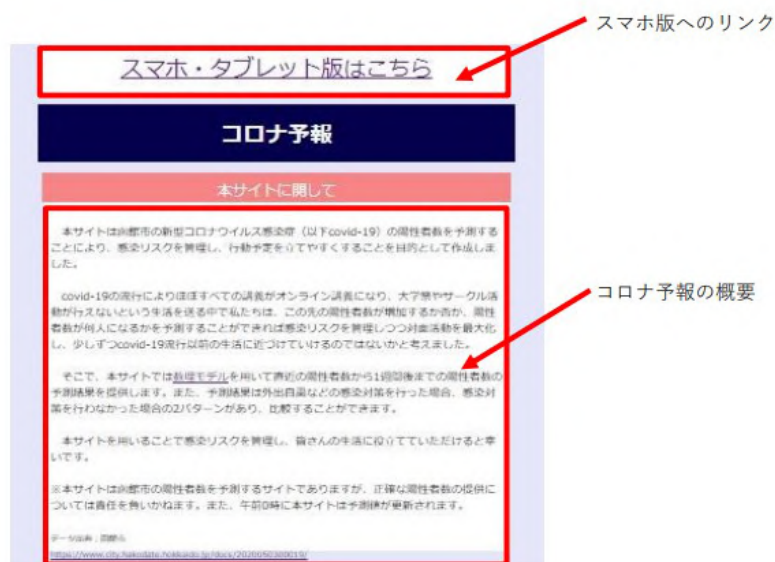 スマホ版へのリンク
スマホ・タブレット版はこちら
コロナ予報
本サイトに関して
本サイトは函館市の新型コロナウイルス感染症（以下covid-19）の陽性者数を予測する
ことにより、感染リスクを管理し、行動予定を立てやすくすることを目的として作成しま
した。
covid-19の流行によりほぼすべての講義がオンライン講義になり、大学祭やサークル活
動が行えないという生活を送る中で私たちは、この先の陽性者数が増加するか否か、陽性
者数が何人になるかを予測することができれば感染リスクを管理しつつ対面活動を最大化
し、少しずつcovid-19流行以前の生活に近づけていけるのではないかと考えました。
コロナ予報の概要
そこで、本サイトでは数理モデルを用いて直近の陽性者数から1週間後までの陽性者数の
予測結果を提供します。また、予測結果は外出自粛などの感染対策を行った場合、感染対
策を行わなかった場合の2パターンがあり、比較することができます。
本サイトを用いることで感染リスクを管理し、皆さんの生活に役立てていただけると幸
いです。
※本サイトは函館市の陽性者数を予測するサイトでありますが、正確な陽性者数の提供に
ついては責任を負いかねます。また、午前0時に本サイトは予測値が更新されます。
データ出典：函館市
https://www.city.hakodate.hokkaido.jp/docs/2020050300019/